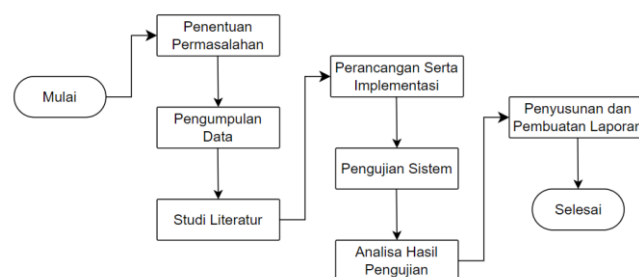 Mulai
Penentuan
Permasalahan
Pengumpulan
Data
Studi Literatur
Perancangan Serta
Implementasi
Pengujian Sistem
Analisa Hasil
Pengujian
Penyusunan dan
Pembuatan Laporan
Selesai